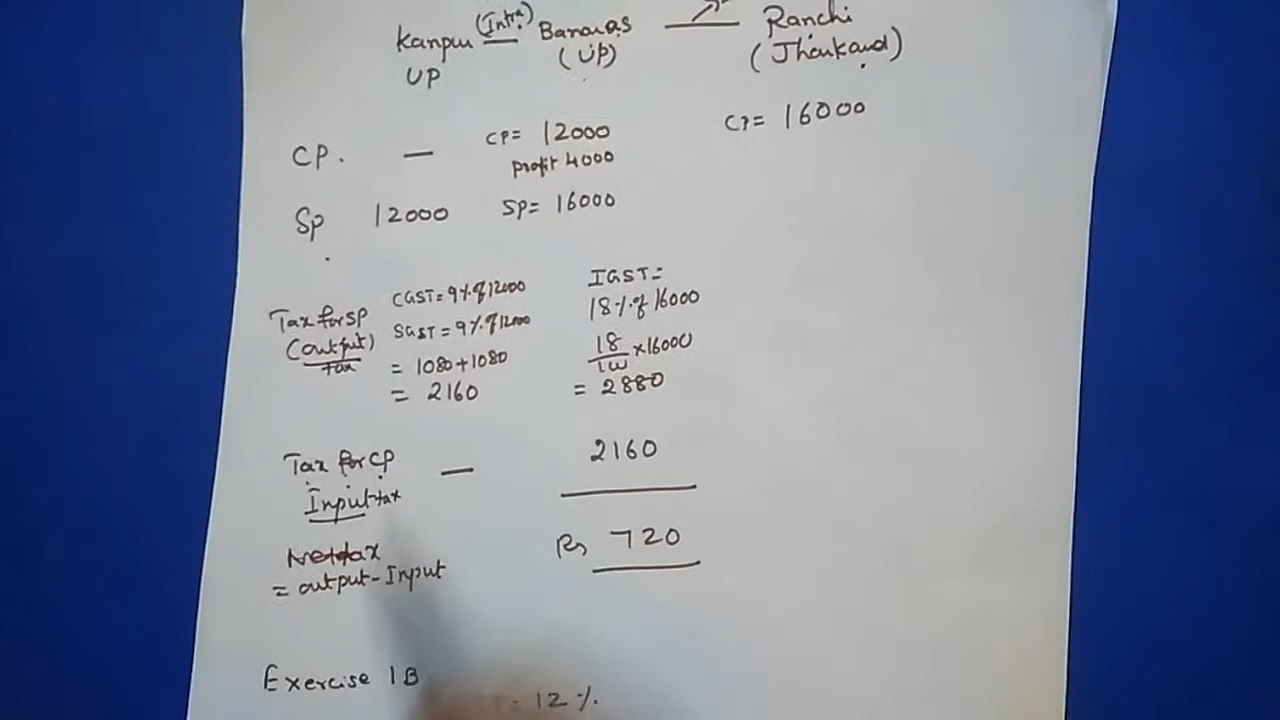 Kanpur (Intra) Banaras Ranchi
UP (UP) (Jharkand)
CP. — CP= 12000 CP= 16000
profit 4000
SP 12000 SP= 16000
Tax for SP CGST=9% of 12000 IGST=
(output) SGST=9% of 12000 18% of 16000
tax = 1080+1080 18/100 ×16000
= 2160 = 2880
Tax for CP — 2160
Input tax
Net tax Rs 720
= output-Input
Exercise 1B
= 12 %.